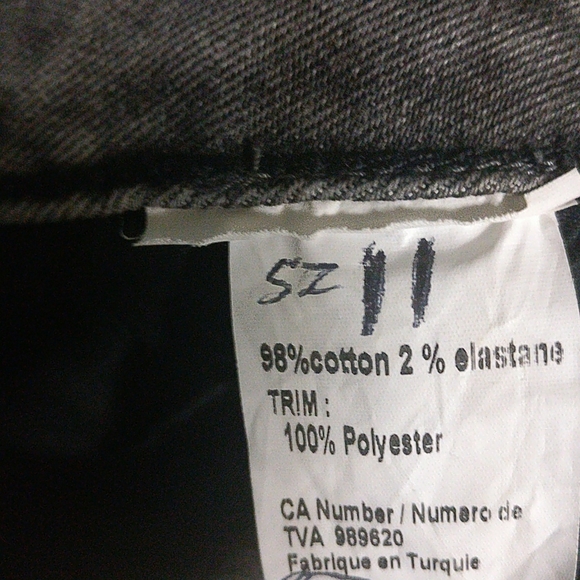 SZ 11
98%cotton 2 % elastane
TRIM :
100% Polyester
CA Number / Numero de
TVA 989620
Fabrique en Turquie